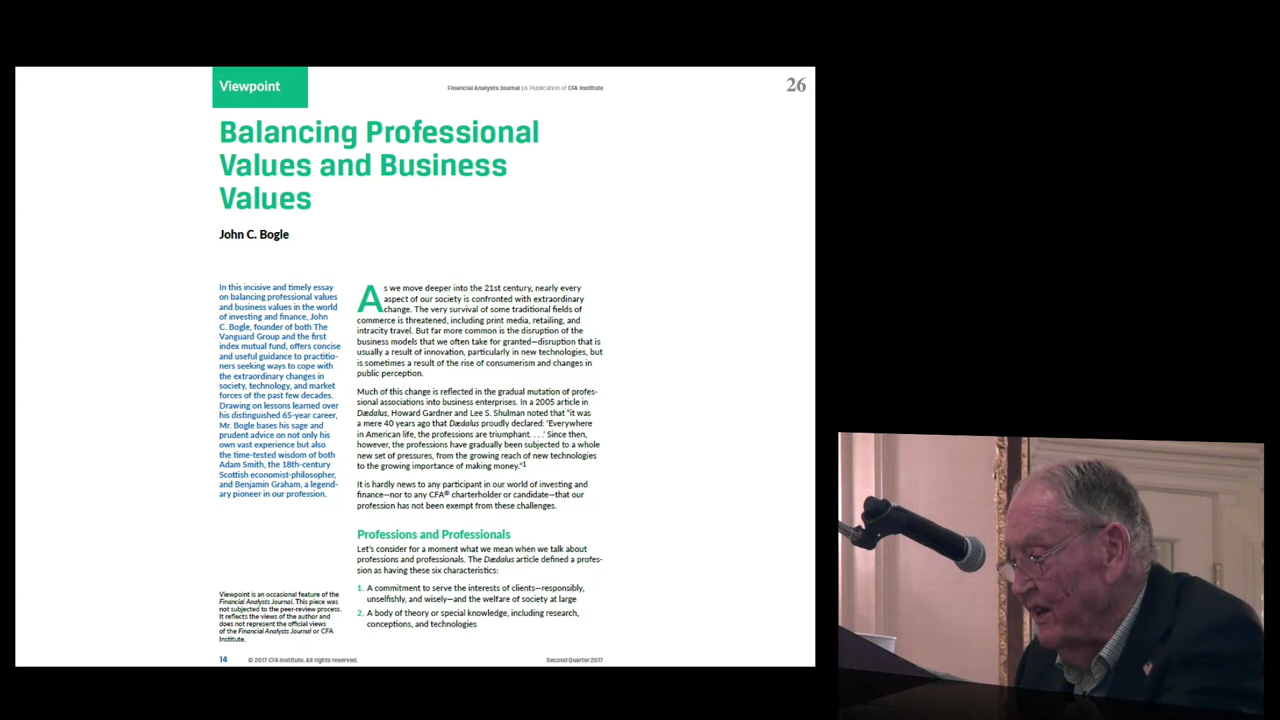 Viewpoint
Financial Analysts Journal | A Publication of CFA Institute
26
Balancing Professional
Values and Business
Values
John C. Bogle
In this incisive and timely essay
on balancing professional values
and business values in the world
of investing and finance, John
C. Bogle, founder of both The
Vanguard Group and the first
index mutual fund, offers concise
and useful guidance to practitio-
ners seeking ways to cope with
the extraordinary changes in
society, technology, and market
forces of the past few decades.
Drawing on lessons learned over
his distinguished 65-year career,
Mr. Bogle bases his sage and
prudent advice on not only his
own vast experience but also
the time-tested wisdom of both
Adam Smith, the 18th-century
Scottish economist-philosopher,
and Benjamin Graham, a legend-
ary pioneer in our profession.
As we move deeper into the 21st century, nearly every
aspect of our society is confronted with extraordinary
change. The very survival of some traditional fields of
commerce is threatened, including print media, retailing, and
intracity travel. But far more common is the disruption of the
business models that we often take for granted—disruption that is
usually a result of innovation, particularly in new technologies, but
is sometimes a result of the rise of consumerism and changes in
public perception.
Much of this change is reflected in the gradual mutation of profes-
sional associations into business enterprises. In a 2005 article in
Dædalus, Howard Gardner and Lee S. Shulman noted that "it was
a mere 40 years ago that Dædalus proudly declared: 'Everywhere
in American life, the professions are triumphant. . . .' Since then,
however, the professions have gradually been subjected to a whole
new set of pressures, from the growing reach of new technologies
to the growing importance of making money."1
It is hardly news to any participant in our world of investing and
finance—nor to any CFA® charterholder or candidate—that our
profession has not been exempt from these challenges.
Professions and Professionals
Let's consider for a moment what we mean when we talk about
professions and professionals. The Dædalus article defined a profes-
sion as having these six characteristics:
1. A commitment to serve the interests of clients—responsibly,
unselfishly, and wisely—and the welfare of society at large
2. A body of theory or special knowledge, including research,
conceptions, and technologies
Viewpoint is an occasional feature of the
Financial Analysts Journal. This piece was
not subjected to the peer-review process.
It reflects the views of the author and
does not represent the official views
of the Financial Analysts Journal or CFA
Institute.
14 © 2017 CFA Institute. All rights reserved.
Second Quarter 2017